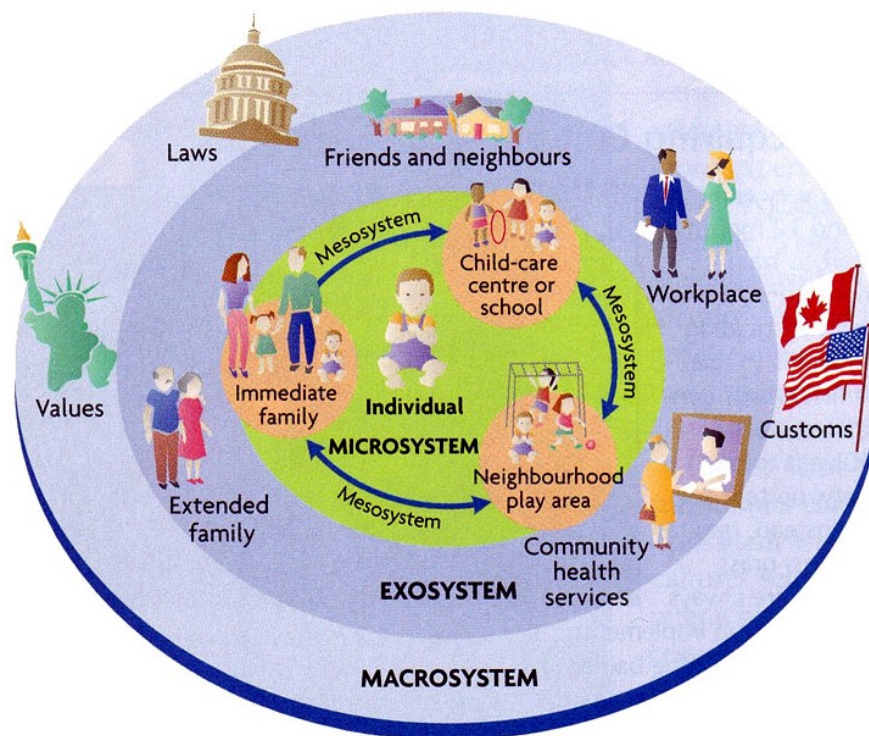 Laws
Friends and neighbours
Mesosystem
Child-care
centre or
school
Workplace
Mesosystem
Values
Immediate
family
Individual
MICROSYSTEM
Customs
Extended
family
Mesosystem
Neighbourhood
play area
Community
health
services
EXOSYSTEM
MACROSYSTEM